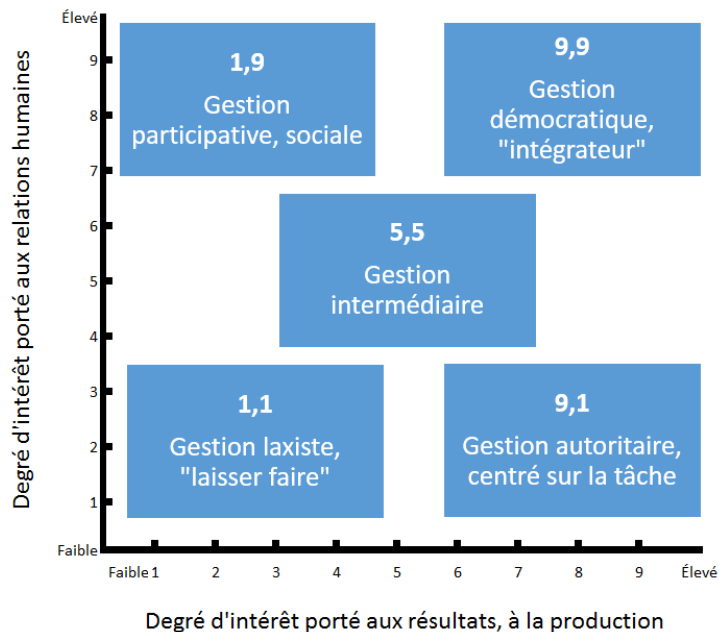 Élevé
Degré d'intérêt porté aux relations humaines
9
8
7
6
5
4
3
2
1
Faible
1,9
Gestion
participative, sociale
9,9
Gestion
démocratique,
"intégrateur"
5,5
Gestion
intermédiaire
1,1
Gestion laxiste,
"laisser faire"
9,1
Gestion autoritaire,
centré sur la tâche
Faible 1 2 3 4 5 6 7 8 9 Élevé
Degré d'intérêt porté aux résultats, à la production